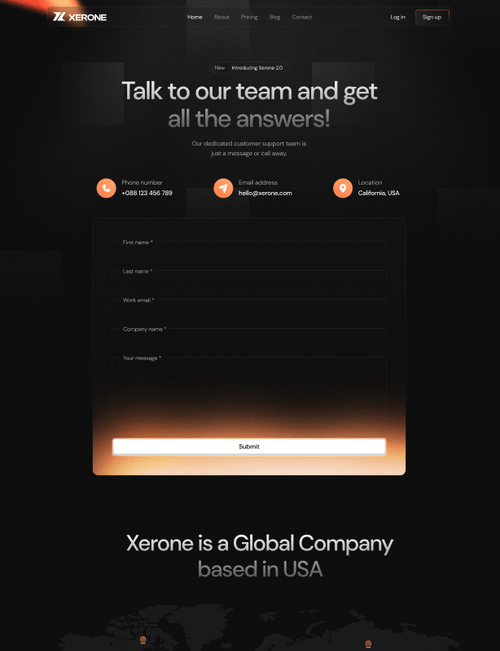 XERONE
Home About Pricing Blog Contact
Log in Sign up
New Introducing Xerone 2.0
Talk to our team and get
all the answers!
Our dedicated customer support team is
just a message or call away.
Phone number
+088 123 456 789
Email address
hello@xerone.com
Location
California, USA
First name *
Last name *
Work email *
Company name *
Your message *
Submit
Xerone is a Global Company
based in USA